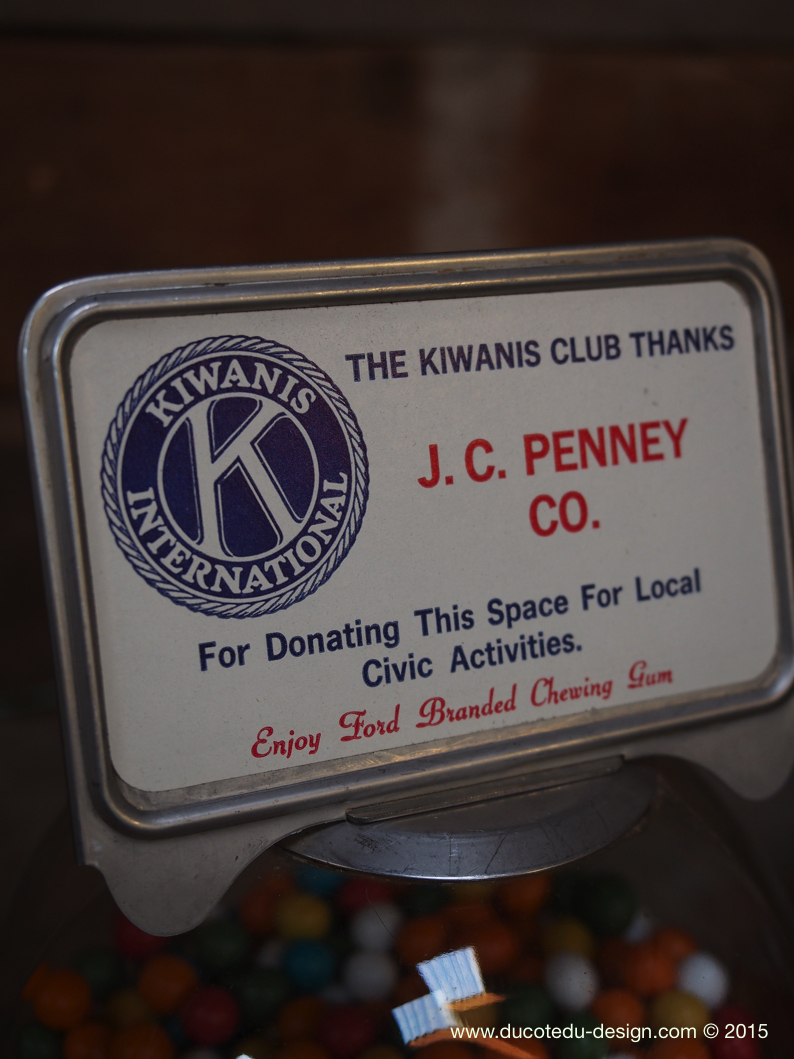 KIWANIS
K
INTERNATIONAL
THE KIWANIS CLUB THANKS
J. C. PENNEY
CO.
For Donating This Space For Local
Civic Activities.
Enjoy Ford Branded Chewing Gum
www.ducotedu-design.com © 2015